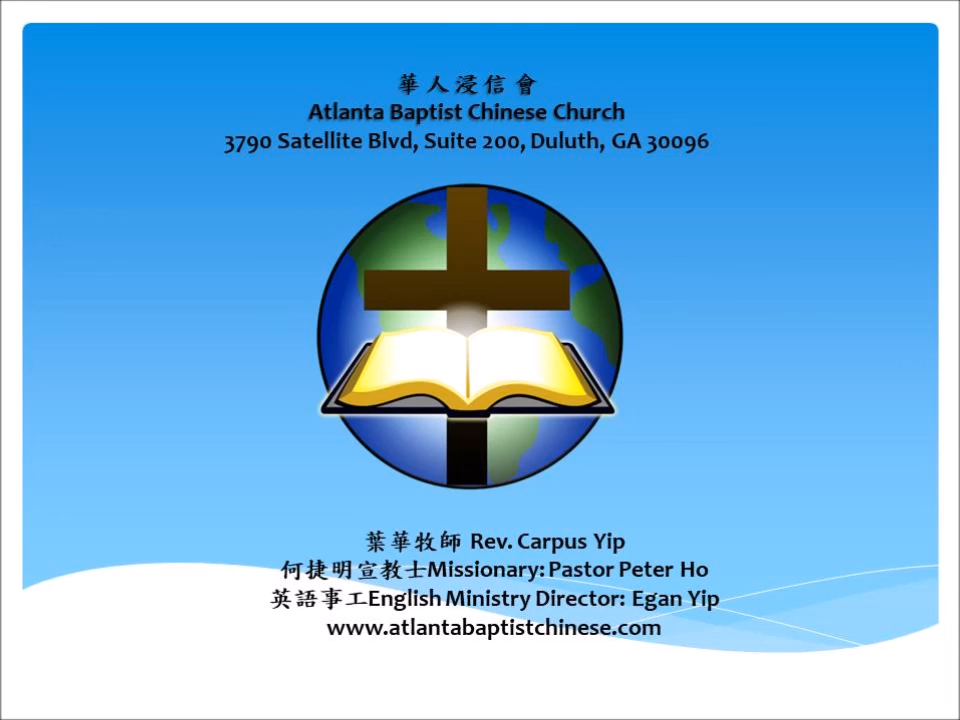 華人浸信會
Atlanta Baptist Chinese Church
3790 Satellite Blvd, Suite 200, Duluth, GA 30096
葉華牧師 Rev. Carpus Yip
何捷明宣教士Missionary: Pastor Peter Ho
英語事工English Ministry Director: Egan Yip
www.atlantabaptistchinese.com